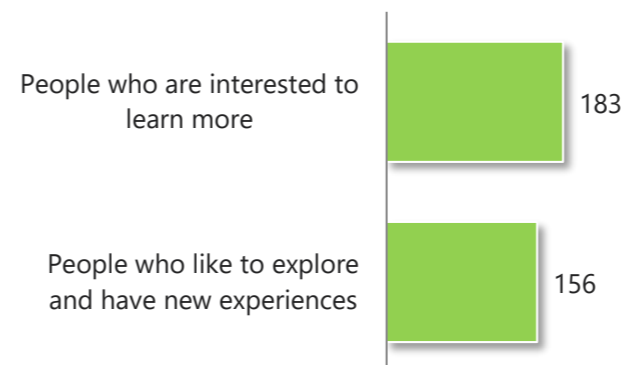 People who are interested to
learn more
183
People who like to explore
and have new experiences
156